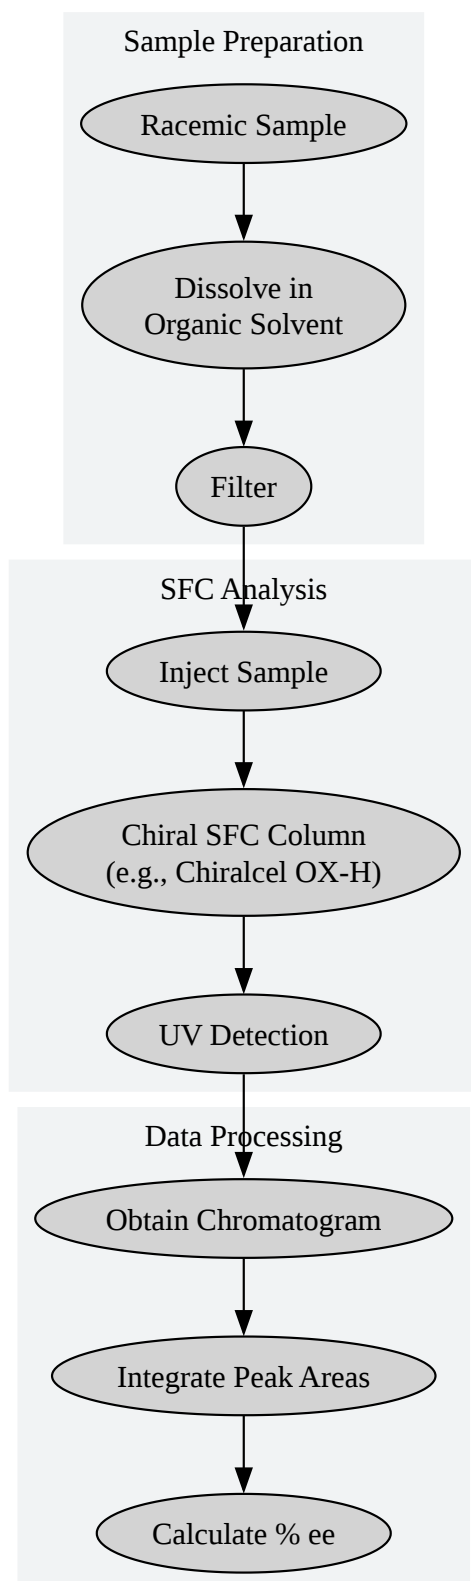 Sample Preparation
Racemic Sample
Dissolve in
Organic Solvent
Filter
SFC Analysis
Inject Sample
Chiral SFC Column
(e.g., Chiralcel OX-H)
UV Detection
Data Processing
Obtain Chromatogram
Integrate Peak Areas
Calculate % ee